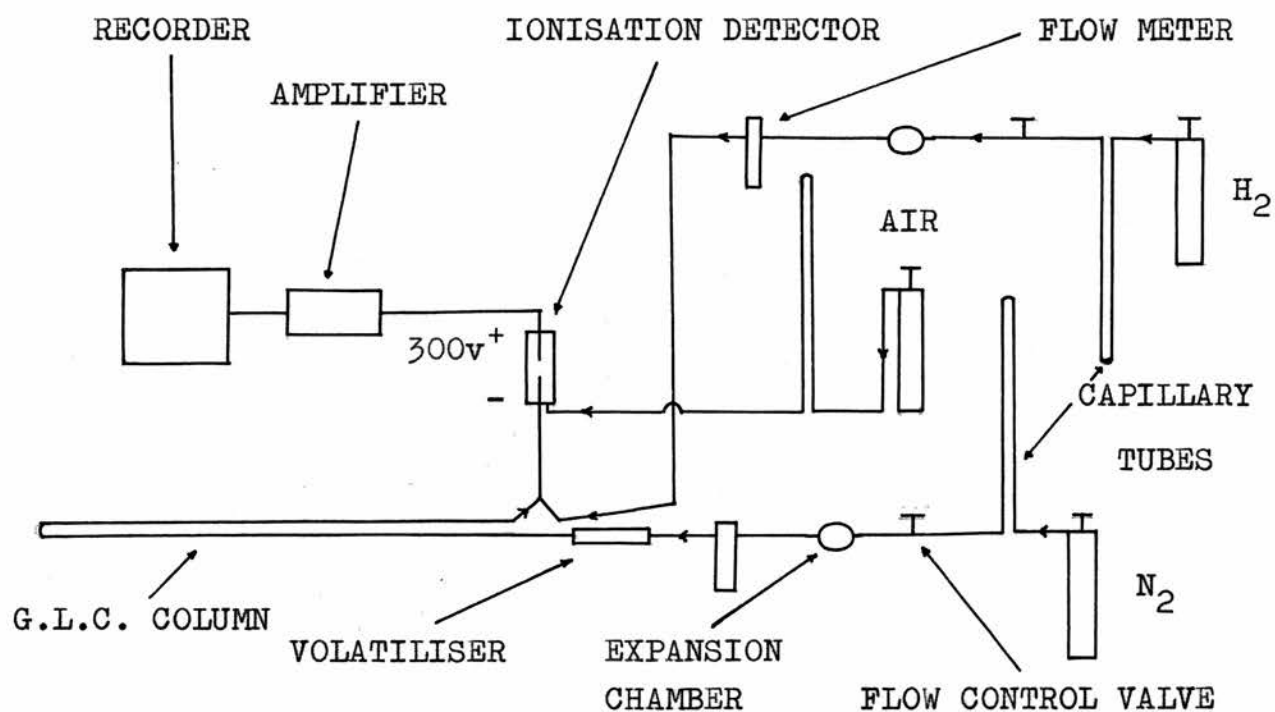 RECORDER
IONISATION DETECTOR
FLOW METER
AMPLIFIER
H2
AIR
300v+
-
CAPILLARY
TUBES
N2
G.L.C. COLUMN
VOLATILISER
EXPANSION
CHAMBER
FLOW CONTROL VALVE